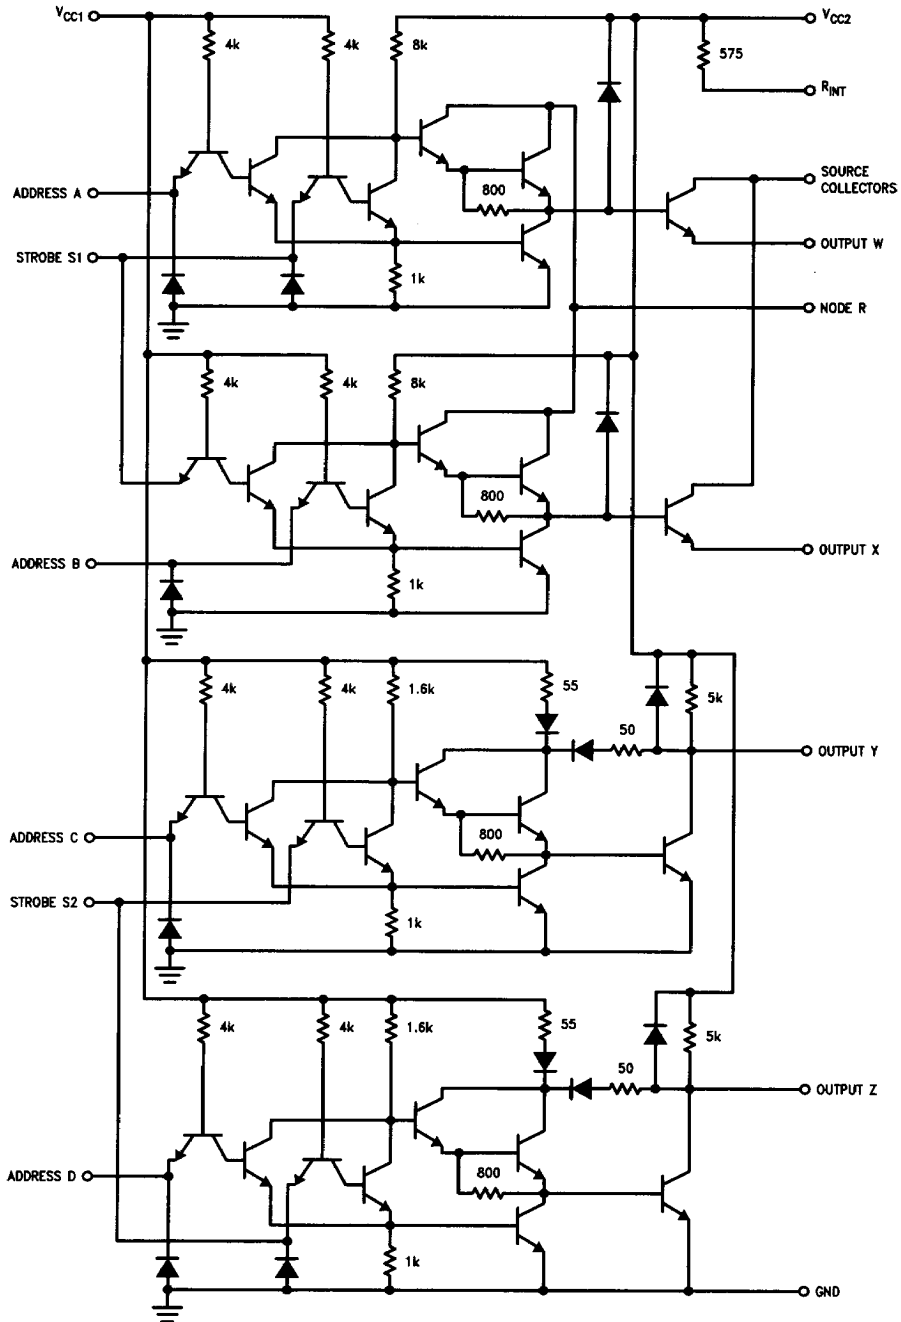 VCC1
VCC2
4k
4k
8k
575
RINT
ADDRESS A
800
SOURCE
COLLECTORS
OUTPUT W
STROBE S1
1k
NODE R
4k
4k
8k
800
OUTPUT X
ADDRESS B
1k
4k
4k
1.6k
55
5k
50
OUTPUT Y
ADDRESS C
800
STROBE S2
1k
4k
4k
1.6k
55
5k
50
OUTPUT Z
ADDRESS D
800
1k
GND